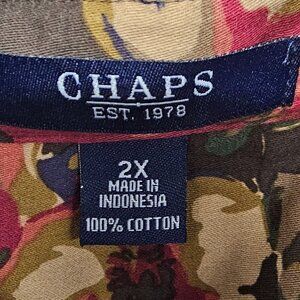 CHAPS
EST. 1978
2X
MADE IN
INDONESIA
100% COTTON